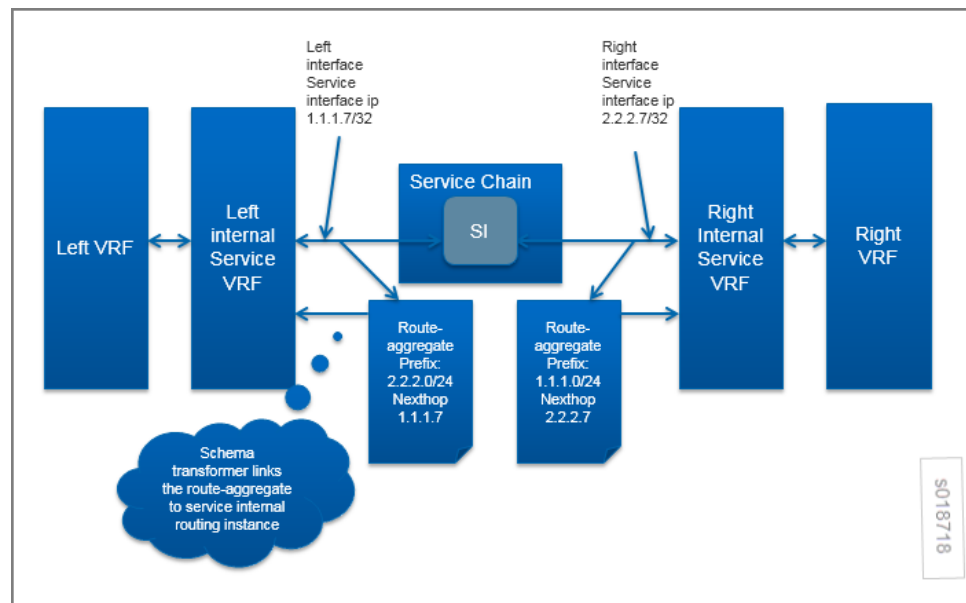 Left
interface
Service
interface ip
1.1.1.7/32
Right
interface
Service
interface ip
2.2.2.7/32
Left VRF
Left
internal
Service
VRF
Service Chain
SI
Right
Internal
Service
VRF
Right
VRF
Route-
aggregate
Prefix:
2.2.2.0/24
Nexthop
1.1.1.7
Route-
aggregate
Prefix:
1.1.1.0/24
Nexthop
2.2.2.7
Schema
transformer links
the route-aggregate
to service internal
routing instance
s018718